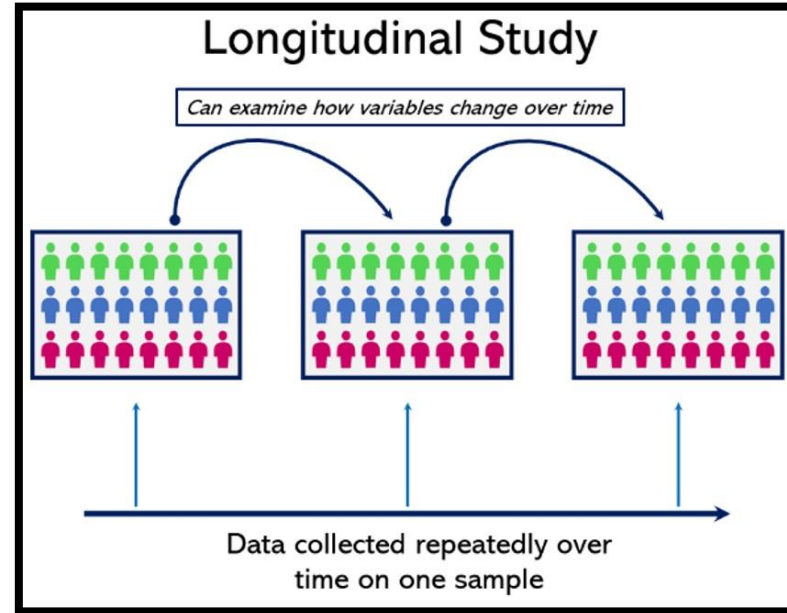 Longitudinal Study
Can examine how variables change over time
Data collected repeatedly over
time on one sample